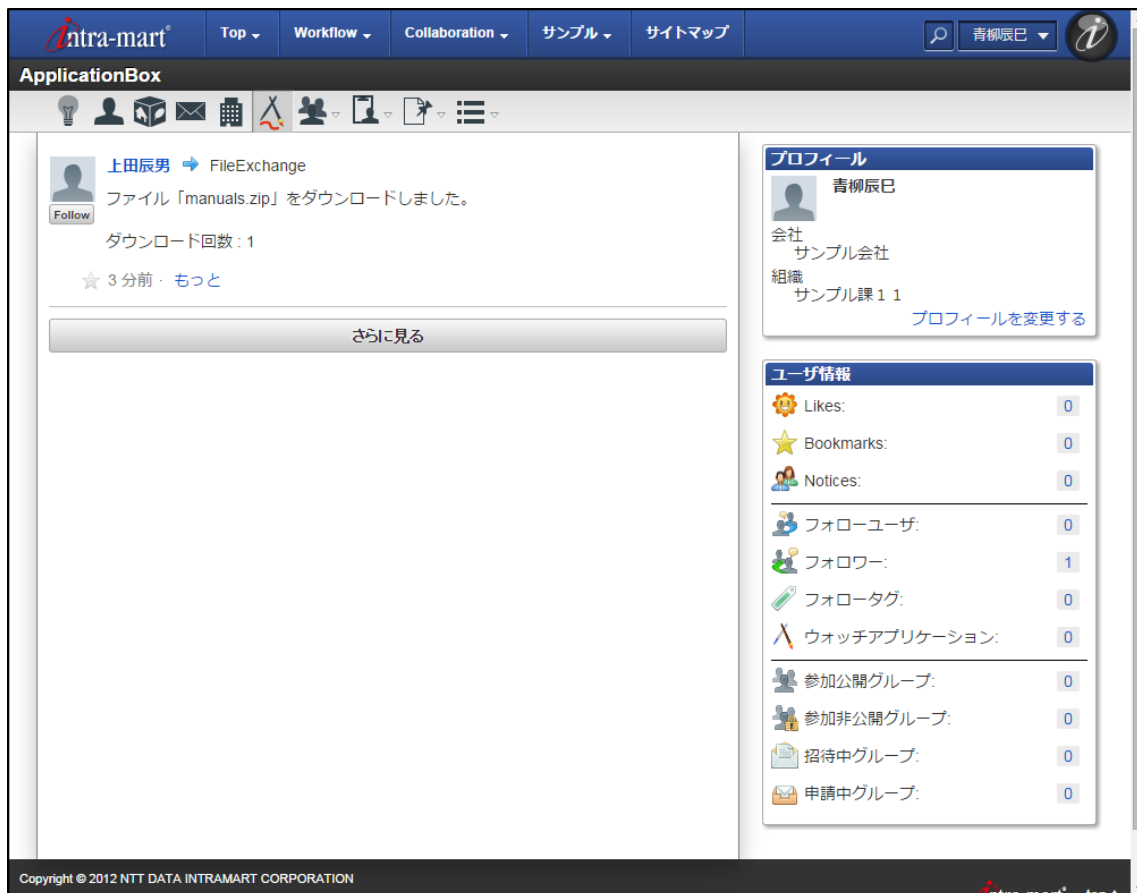 intra-mart®
Top
Workflow
Collaboration
サンプル
サイトマップ
青柳辰巳
ApplicationBox
上田辰男 FileExchange
Follow
ファイル「manuals.zip」をダウンロードしました。
ダウンロード回数 : 1
3 分前 · もっと
さらに見る
プロフィール
青柳辰巳
会社
サンプル会社
組織
サンプル課11
プロフィールを変更する
ユーザ情報
Likes: 0
Bookmarks: 0
Notices: 0
フォローユーザ: 0
フォロワー: 1
フォロータグ: 0
ウォッチアプリケーション: 0
参加公開グループ: 0
参加非公開グループ: 0
招待中グループ: 0
申請中グループ: 0
Copyright © 2012 NTT DATA INTRAMART CORPORATION